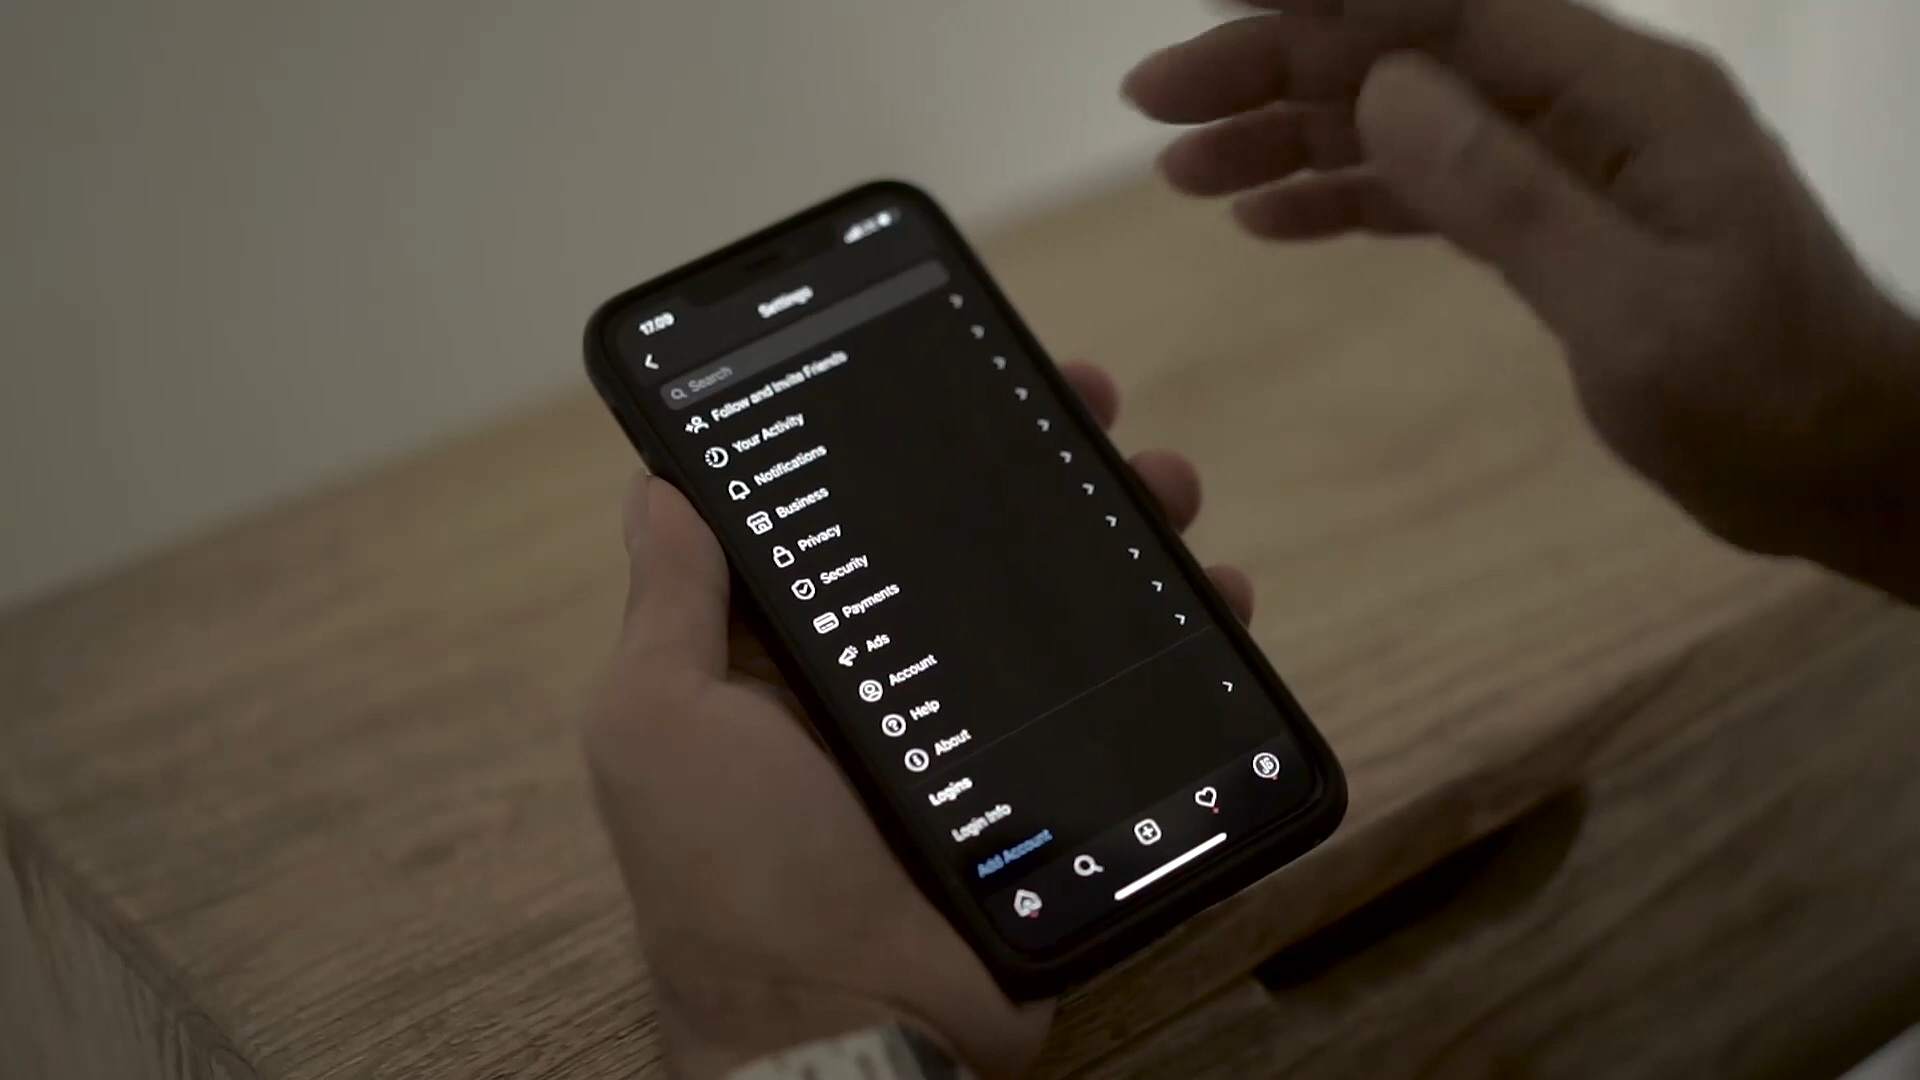 17:09
Settings
Search
Follow and Invite Friends
Your Activity
Notifications
Business
Privacy
Security
Payments
Ads
Account
Help
About
Logins
Login Info
Add Account